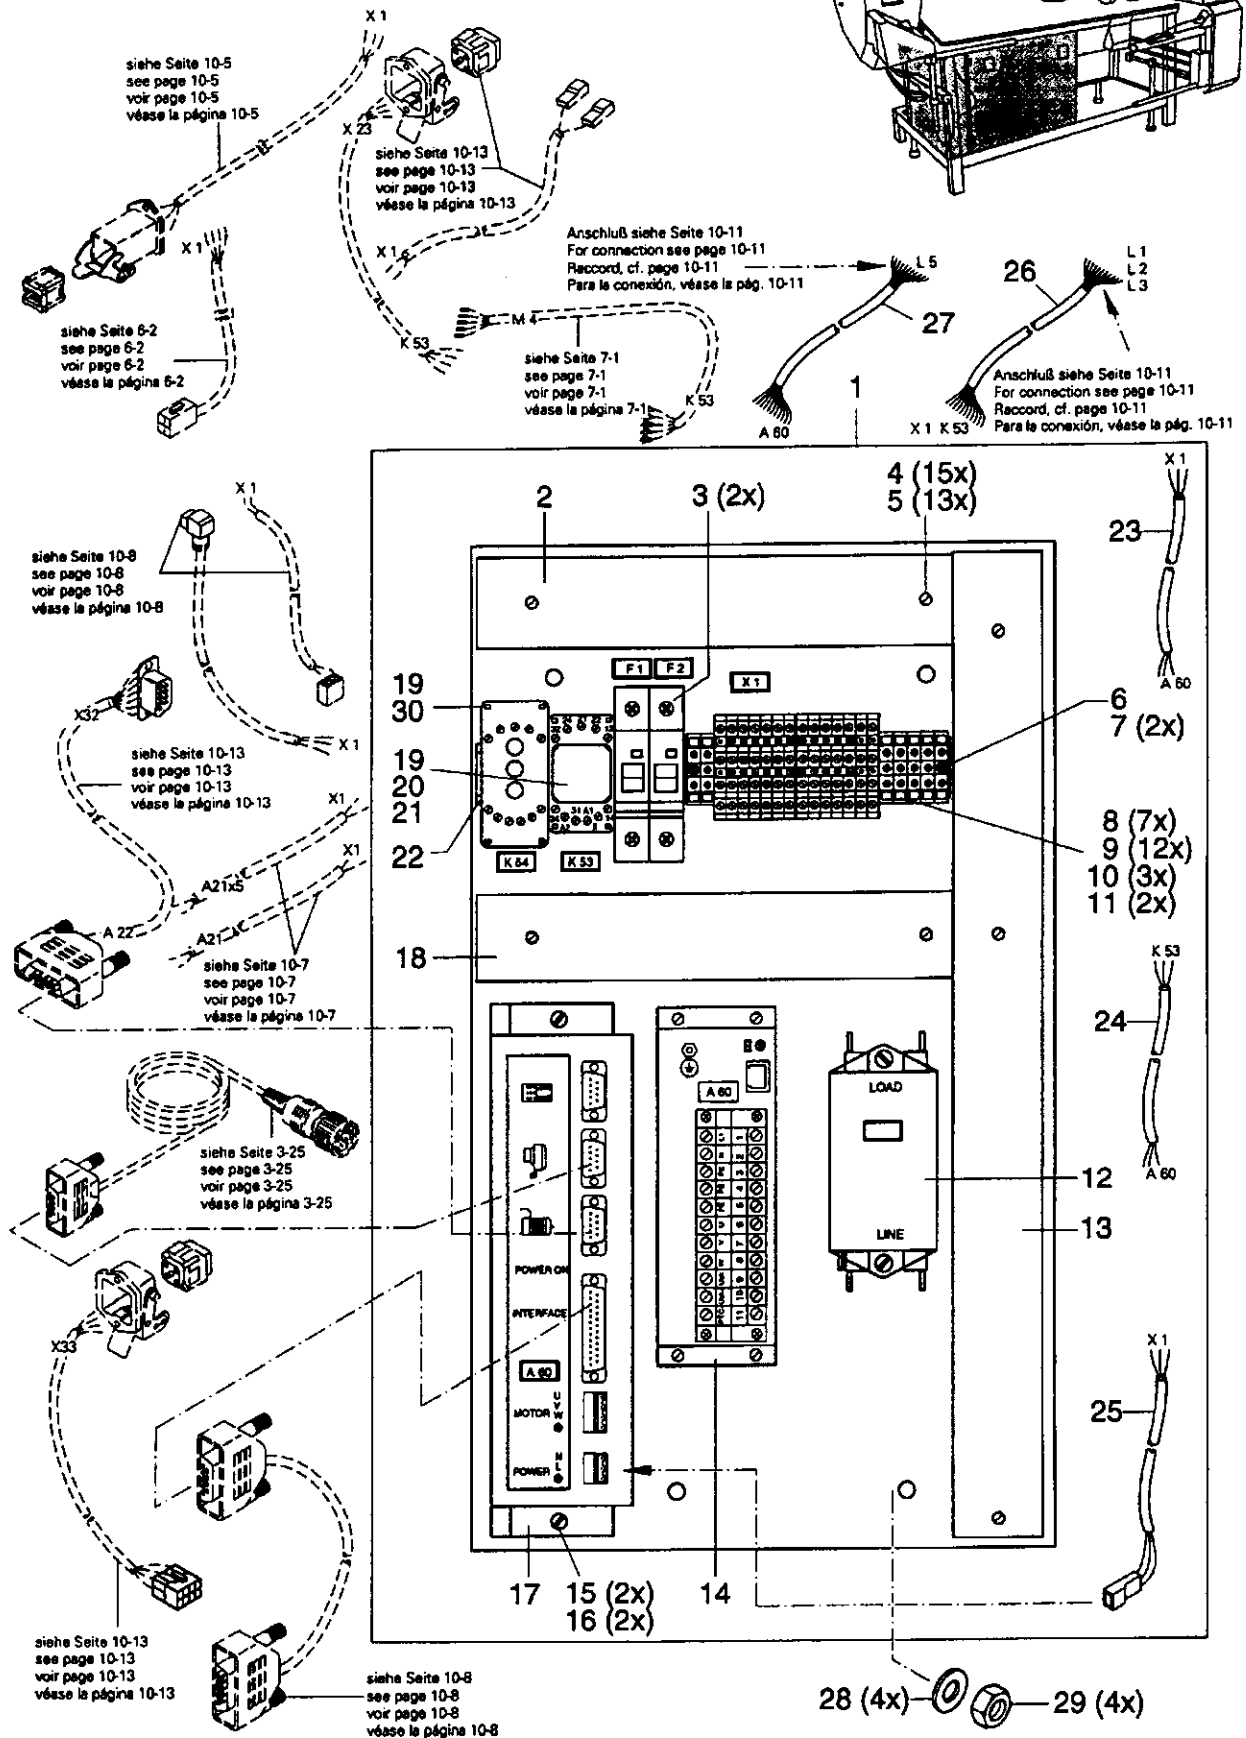 X 1
siehe Seite 10-5
see page 10-5
voir page 10-5
véase la página 10-5
X 23
siehe Seite 10-13
see page 10-13
voir page 10-13
véase la página 10-13
X 1
X 1
siehe Seite 6-2
see page 6-2
voir page 6-2
véase la página 6-2
K 53
Anschluß siehe Seite 10-11
For connection see page 10-11
Raccord, cf. page 10-11
Para la conexión, véase la pág. 10-11
L 5
27
A 60
M 4
siehe Seite 7-1
see page 7-1
voir page 7-1
véase la página 7-1
K 53
26
L 1
L 2
L 3
Anschluß siehe Seite 10-11
For connection see page 10-11
Raccord, cf. page 10-11
Para la conexión, véase la pág. 10-11
X 1 K 53
1
2
3 (2x)
4 (15x)
5 (13x)
X 1
23
A 60
X 1
siehe Seite 10-8
see page 10-8
voir page 10-8
véase la página 10-8
X 1
F 1
F 2
X 1
19
30
19
20
21
22
K 64
K 53
6
7 (2x)
8 (7x)
9 (12x)
10 (3x)
11 (2x)
X32
siehe Seite 10-13
see page 10-13
voir page 10-13
véase la página 10-13
X1
X1
A21x5
A 22
A21
siehe Seite 10-7
see page 10-7
voir page 10-7
véase la página 10-7
18
K 53
24
A 60
siehe Seite 3-25
see page 3-25
voir page 3-25
véase la página 3-25
A 60
LOAD
LINE
12
13
POWER ON
INTERFACE
A 60
MOTOR
U
V
W
POWER
N
L
X33
siehe Seite 10-13
see page 10-13
voir page 10-13
véase la página 10-13
siehe Seite 10-8
see page 10-8
voir page 10-8
véase la página 10-8
17
15 (2x)
16 (2x)
14
X 1
25
28 (4x)
29 (4x)